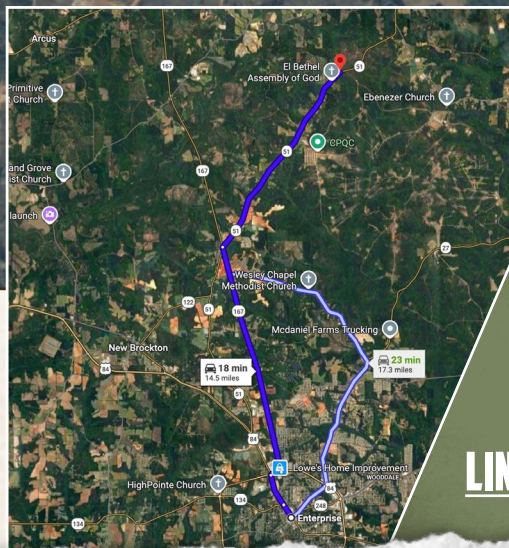 Arcus
167
El Bethel
Assembly of God
51
Primitive
t Church
Ebenezer Church
CPQC
51
and Grove
ist Church
167
launch
51
27
Wesley Chapel
Methodist Church
122
51
167
Mcdaniel Farms Trucking
New Brockton
84
18 min
14.5 miles
23 min
17.3 miles
51
84
Lowe's Home Improvement
WOODDALE
HighPointe Church
84
134
248
Enterprise
134
LIN